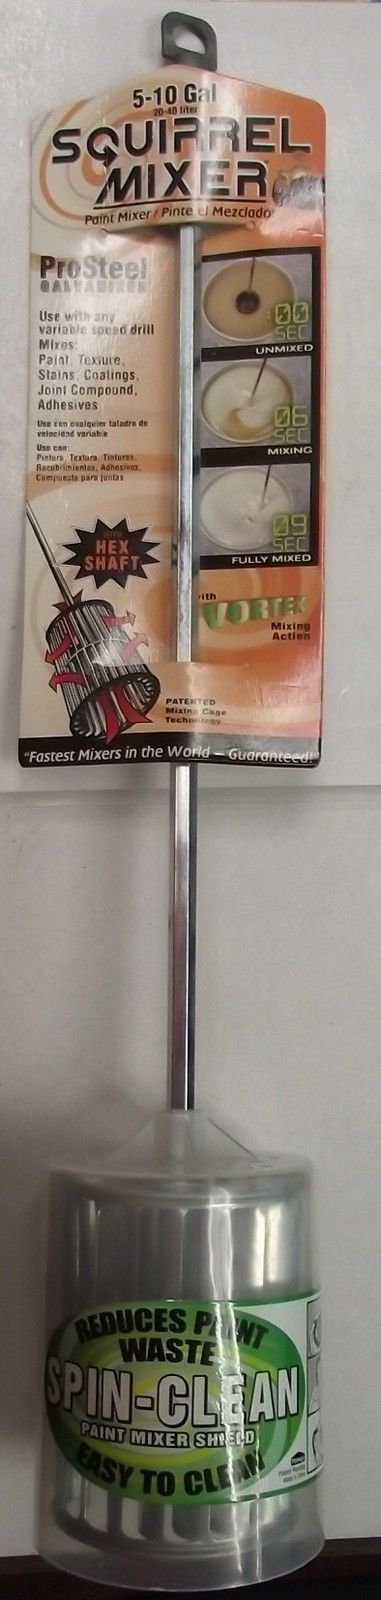 5-10 Gal
20-40 liter
SQUIRREL
MIXER
Paint Mixer / Pinte el Mezclador
ProSteel
GALVANIZED
Use with any
variable speed drill
Mixes:
Paint, Texture,
Stains, Coatings,
Joint Compound,
Adhesives
Use con cualquier taladro de
velocidad variable
Use con:
Pintura, Textura, Tinturas,
Recubrimientos, Adhesivos,
Compuesto para juntas
00
SEC
UNMIXED
06
SEC
MIXING
09
SEC
FULLY MIXED
WITH
HEX
SHAFT
with
VORTEX
Mixing
Action
PATENTED
Mixing Cage
Technology
"Fastest Mixers in the World — Guaranteed!"
REDUCES PAINT
WASTE
SPIN-CLEAN
PAINT MIXER SHIELD
EASY TO CLEAN
Patent Pending